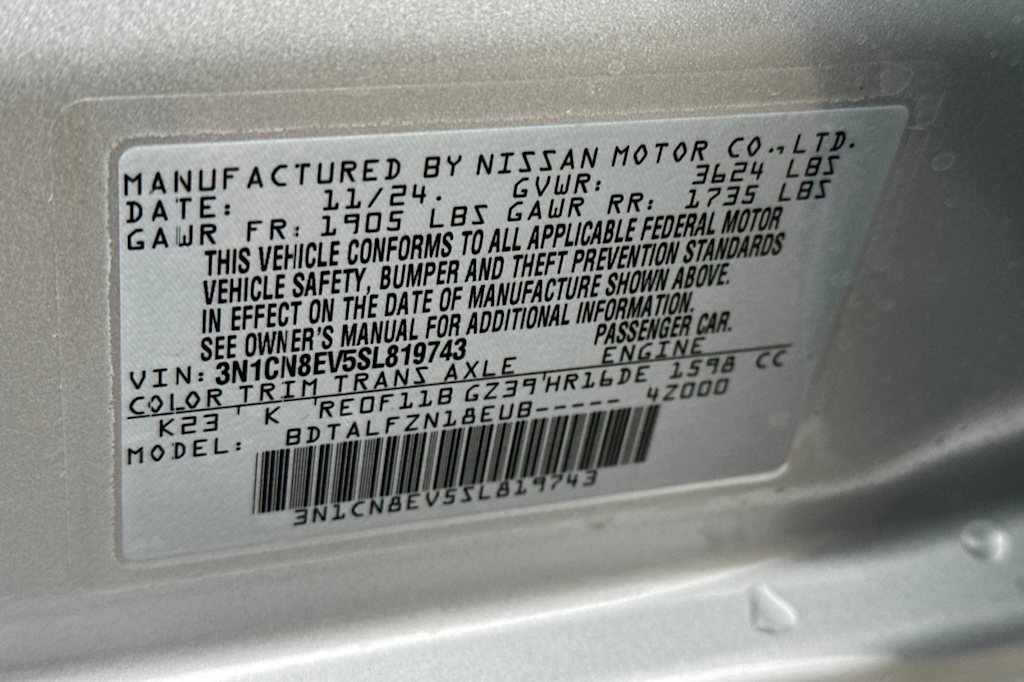 MANUFACTURED BY NISSAN MOTOR CO.,LTD.
DATE: 11/24. GVWR: 3624 LBS
GAWR FR: 1905 LBS GAWR RR: 1735 LBS
THIS VEHICLE CONFORMS TO ALL APPLICABLE FEDERAL MOTOR
VEHICLE SAFETY, BUMPER AND THEFT PREVENTION STANDARDS
IN EFFECT ON THE DATE OF MANUFACTURE SHOWN ABOVE.
SEE OWNER'S MANUAL FOR ADDITIONAL INFORMATION.
VIN: 3N1CN8EV5SL819743 PASSENGER CAR.
COLOR TRIM TRANS AXLE ENGINE
K23 K RE0F11B GZ39 HR16DE 1598 CC
MODEL: BDTALFZN18EUB----- 4Z000
3N1CN8EV5SL819743